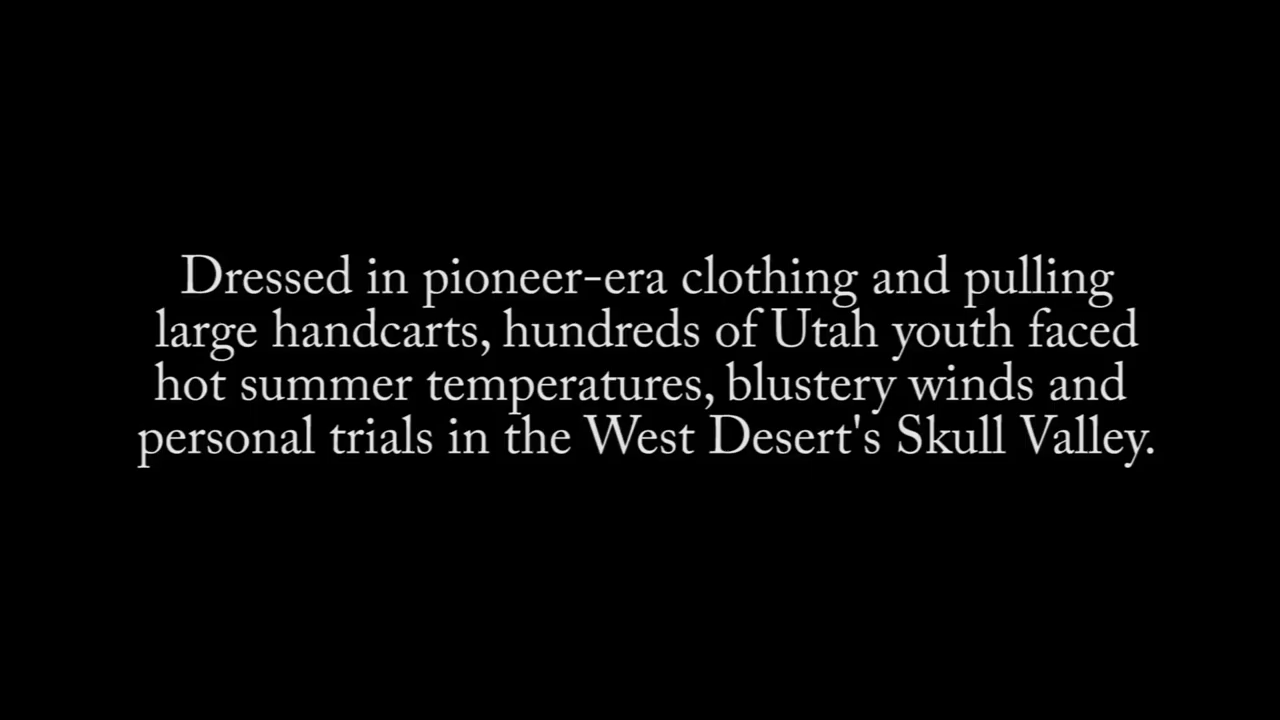 Dressed in pioneer-era clothing and pulling
large handcarts, hundreds of Utah youth faced
hot summer temperatures, blustery winds and
personal trials in the West Desert's Skull Valley.